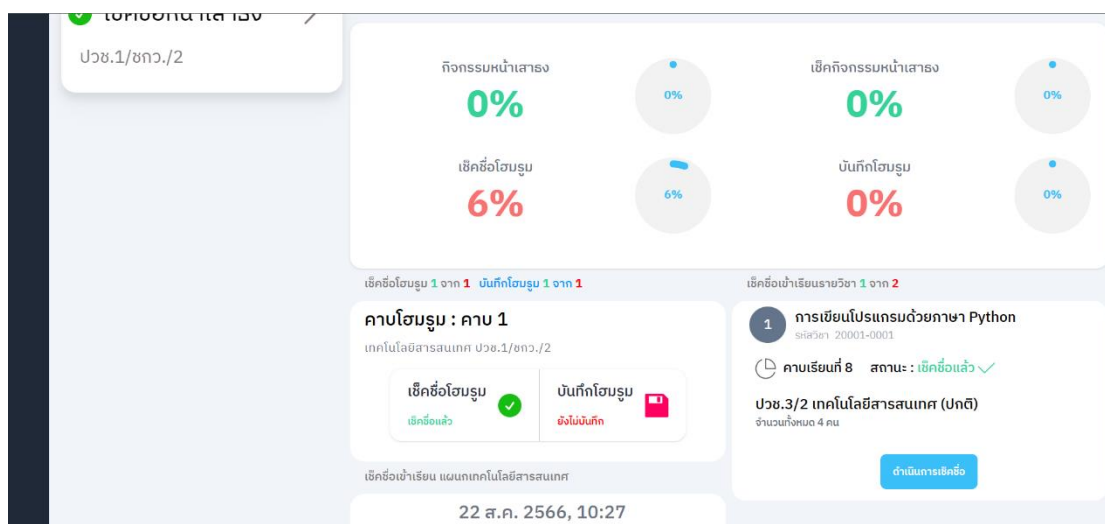 เช็คชื่อหน้าเสาธง
ปวช.1/ชกว./2
กิจกรรมหน้าเสาธง
0%
0%
เช็คกิจกรรมหน้าเสาธง
0%
0%
เช็คชื่อโฮมรูม
6%
6%
บันทึกโฮมรูม
0%
0%
เช็คชื่อโฮมรูม 1 จาก 1 บันทึกโฮมรูม 1 จาก 1
คาบโฮมรูม : คาบ 1
เทคโนโลยีสารสนเทศ ปวช.1/ชกว./2
เช็คชื่อโฮมรูม
เช็คชื่อแล้ว
บันทึกโฮมรูม
ยังไม่บันทึก
เช็คชื่อเข้าเรียน แผนกเทคโนโลยีสารสนเทศ
22 ส.ค. 2566, 10:27
เช็คชื่อเข้าเรียนรายวิชา 1 จาก 2
1
การเขียนโปรแกรมด้วยภาษา Python
รหัสวิชา 20001-0001
คาบเรียนที่ 8 สถานะ : เช็คชื่อแล้ว
ปวช.3/2 เทคโนโลยีสารสนเทศ (ปกติ)
จำนวนทั้งหมด 4 คน
ดำเนินการเช็คชื่อ